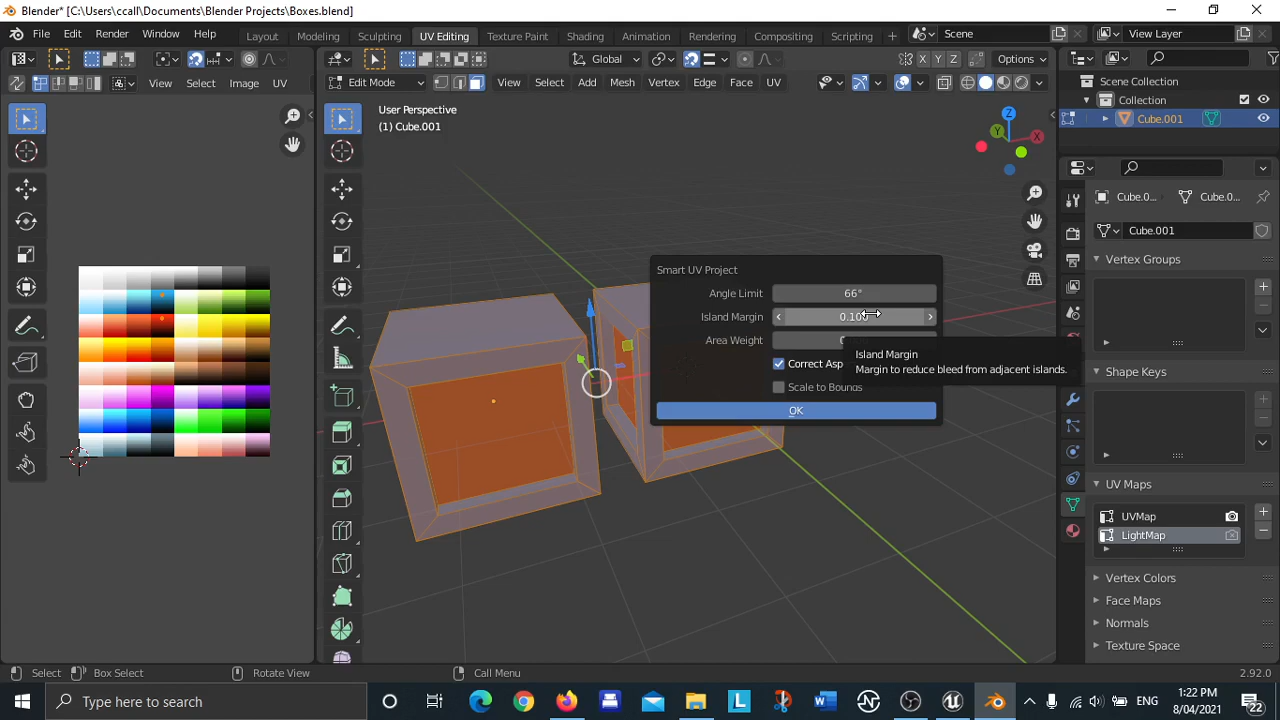 Blender* [C:\Users\ccall\Documents\Blender Projects\Boxes.blend]
File Edit Render Window Help Layout Modeling Sculpting UV Editing Texture Paint Shading Animation Rendering Compositing Scripting Scene View Layer
Global Options
View Select Image UV Edit Mode View Select Add Mesh Vertex Edge Face UV
X Y Z
Scene Collection
Collection
Cube.001
User Perspective
(1) Cube.001
Z
Y X
Cube.0... Cube.0...
Cube.001
Vertex Groups
Smart UV Project
Angle Limit 66°
Island Margin 0.100
Area Weight
Island Margin
Margin to reduce bleed from adjacent islands.
Correct Asp
Scale to Bounds
OK
Shape Keys
UV Maps
UVMap
LightMap
Vertex Colors
Face Maps
Normals
Texture Space
Select Box Select Rotate View Call Menu 2.92.0
Type here to search
L W
ENG
1:22 PM
8/04/2021